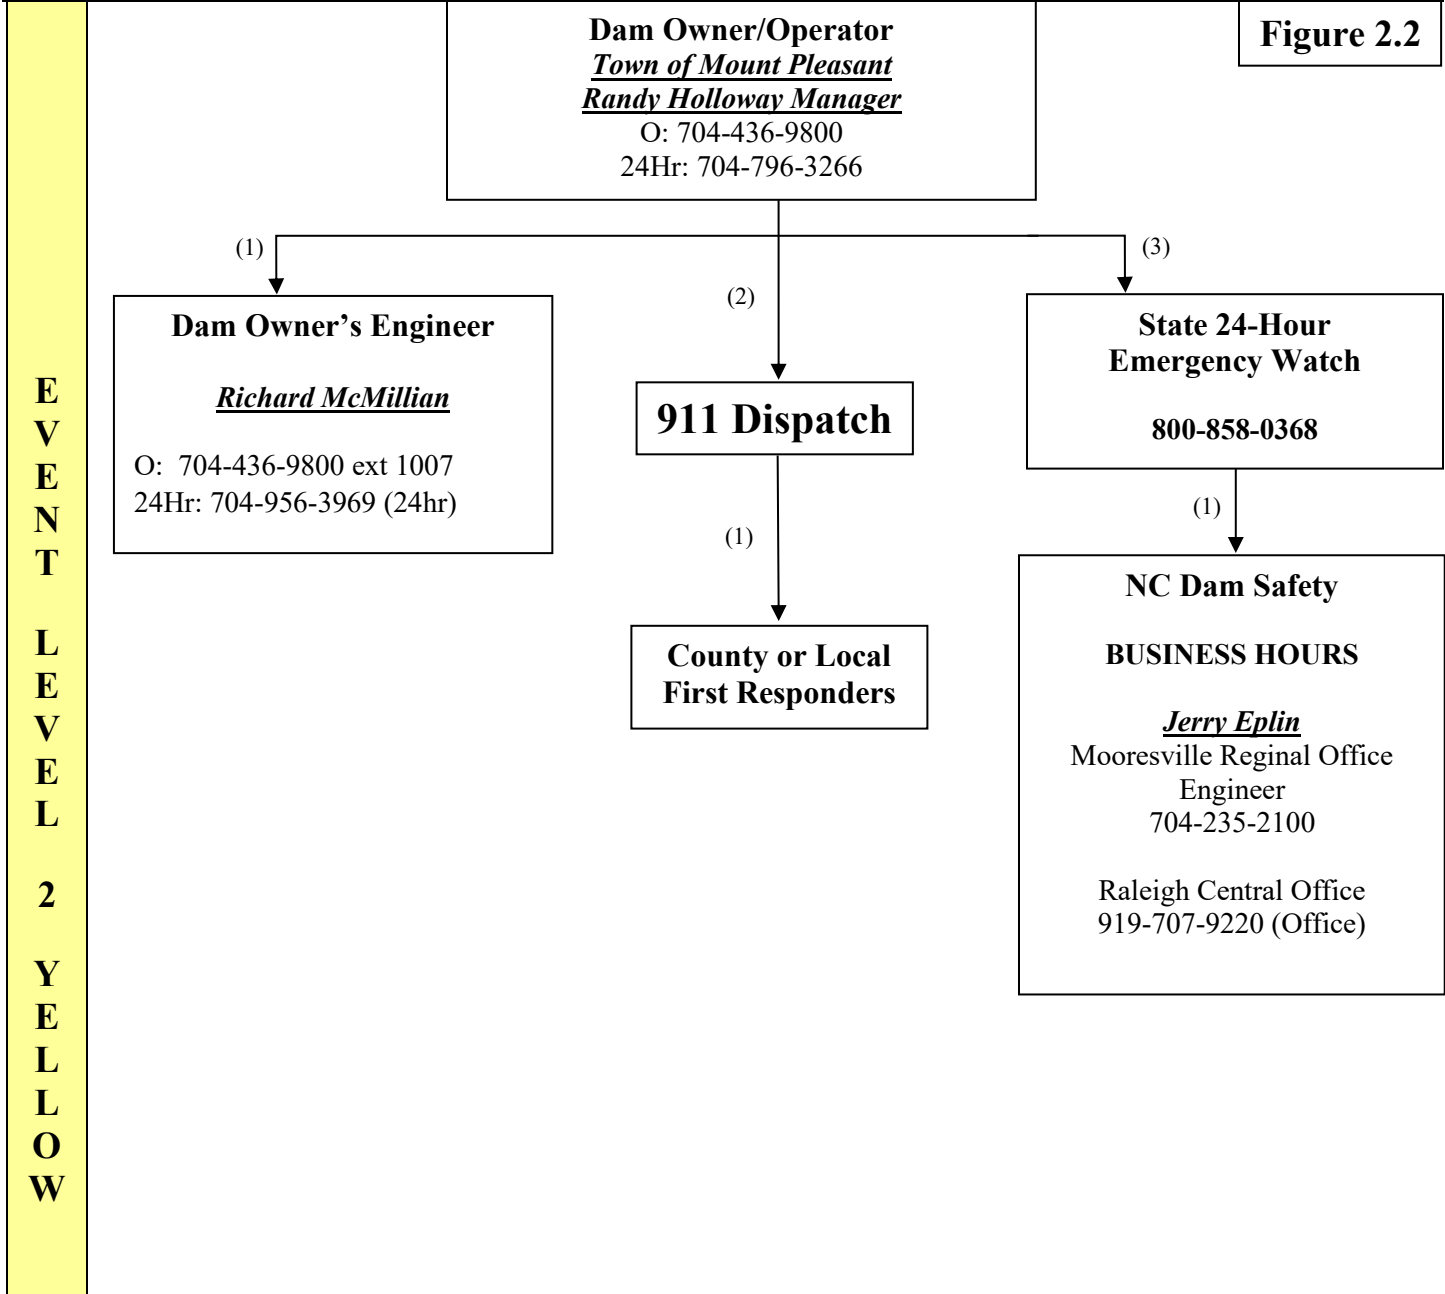 Dam Owner/Operator
Town of Mount Pleasant
Randy Holloway Manager
O: 704-436-9800
24Hr: 704-796-3266
Figure 2.2
(1)
(2)
(3)
Dam Owner’s Engineer
Richard McMillian
O:  704-436-9800 ext 1007
24Hr: 704-956-3969 (24hr)
911 Dispatch
(1)
County or Local
First Responders
State 24-Hour
Emergency Watch
800-858-0368
(1)
NC Dam Safety
BUSINESS HOURS
Jerry Eplin
Mooresville Reginal Office
Engineer
704-235-2100
Raleigh Central Office
919-707-9220 (Office)
E
V
E
N
T
L
E
V
E
L
2
Y
E
L
L
O
W